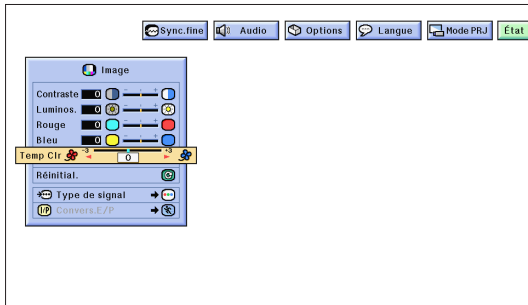 Sync.fine Audio Options Langue Mode PRJ État
Image
Contraste 0 - +
Luminos. 0 - +
Rouge 0 - +
Bleu 0 - +
Temp Clr -3 0 +3
Réinitial.
Type de signal
I/P Convers.E/P